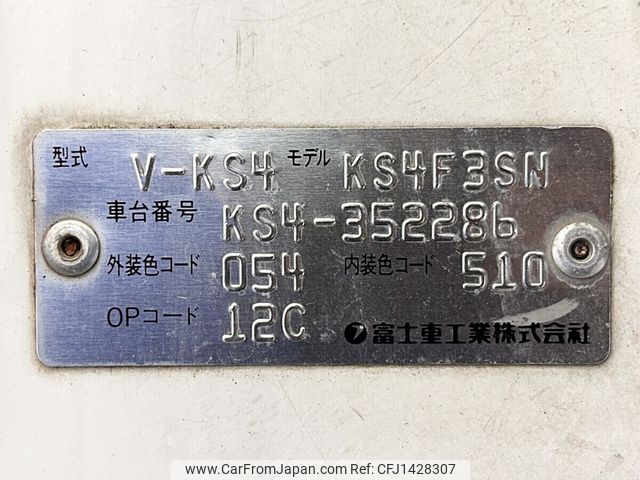 型式 V-KS4 モデル KS4F3SN
車台番号 KS4-352286
外装色コード 054 内装色コード 510
OPコード 12C 富士重工業株式会社
www.CarFromJapan.com | CFJ1428307